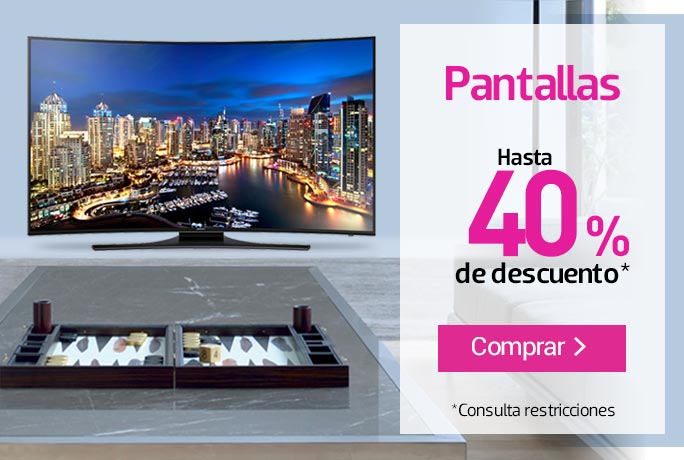 Pantallas
Hasta
40%
de descuento*
Comprar >
*Consulta restricciones